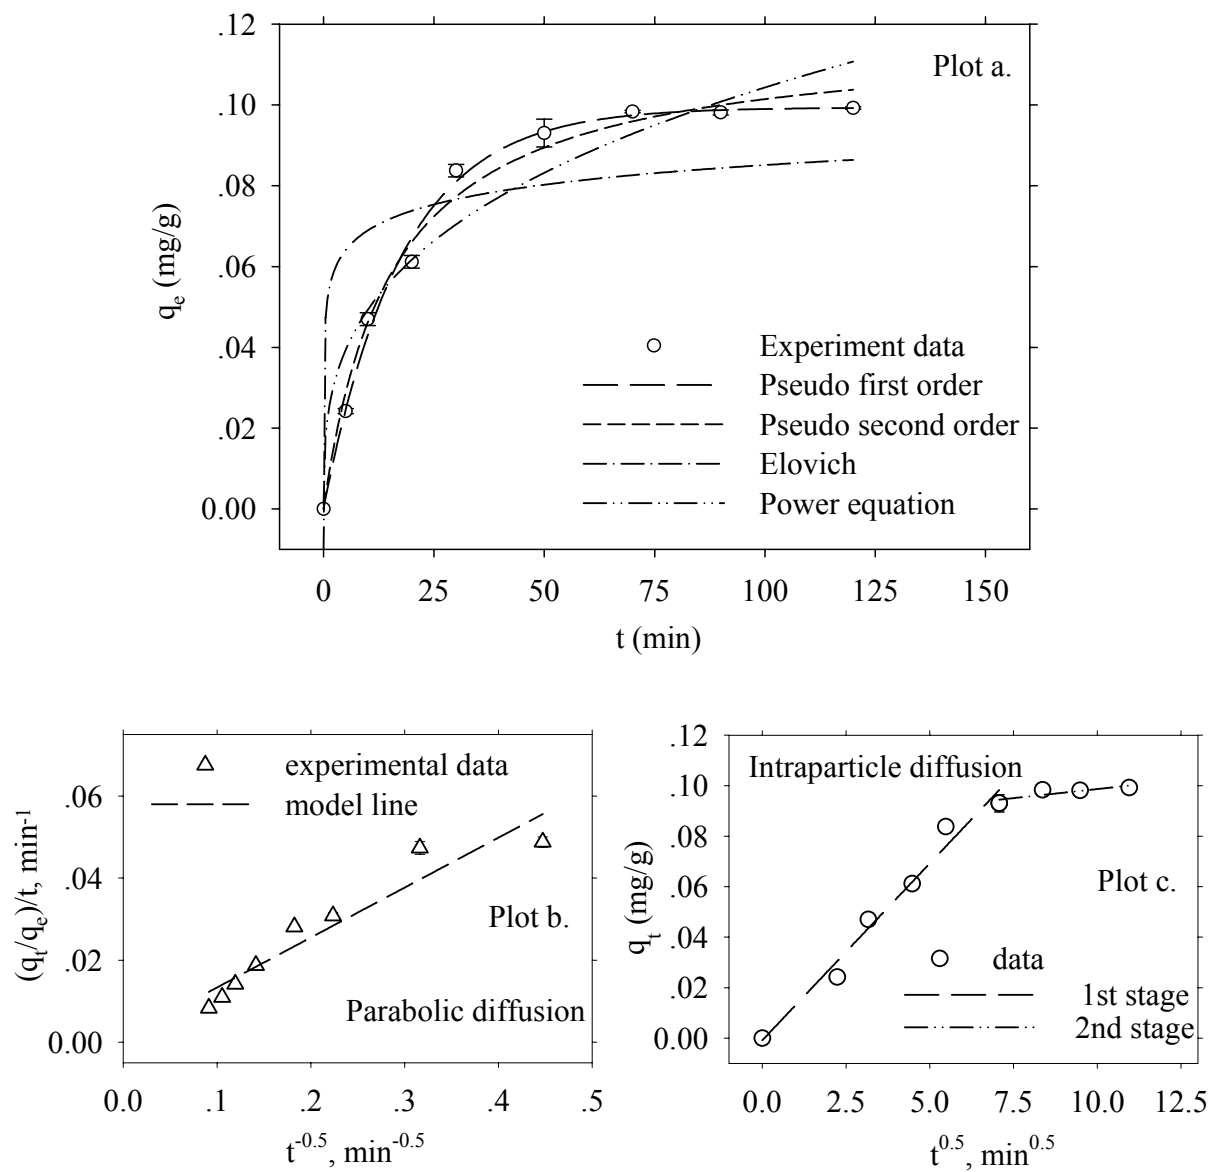 .12
Plot a.
.10
.08
q_e (mg/g)
.06
.04
Experiment data
Pseudo first order
.02
Pseudo second order
Elovich
0.00
Power equation
0 25 50 75 100 125 150
t (min)
experimental data
model line
.06
.04
(q_t/q_e)/t, min^-1
Plot b.
.02
Parabolic diffusion
0.00
0.0 .1 .2 .3 .4 .5
t^-0.5, min^-0.5
.12
Intraparticle diffusion
.10
.08
q_t (mg/g)
Plot c.
.06
.04
data
.02
1st stage
2nd stage
0.00
0.0 2.5 5.0 7.5 10.0 12.5
t^0.5, min^0.5